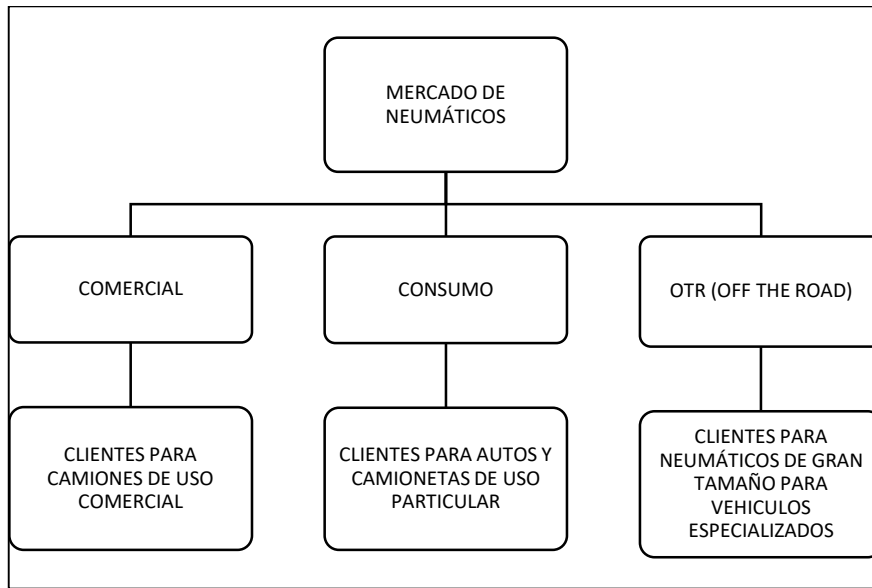 MERCADO DE
NEUMÁTICOS
COMERCIAL
CONSUMO
OTR (OFF THE ROAD)
CLIENTES PARA
CAMIONES DE USO
COMERCIAL
CLIENTES PARA AUTOS Y
CAMIONETAS DE USO
PARTICULAR
CLIENTES PARA
NEUMÁTICOS DE GRAN
TAMAÑO PARA
VEHICULOS
ESPECIALIZADOS